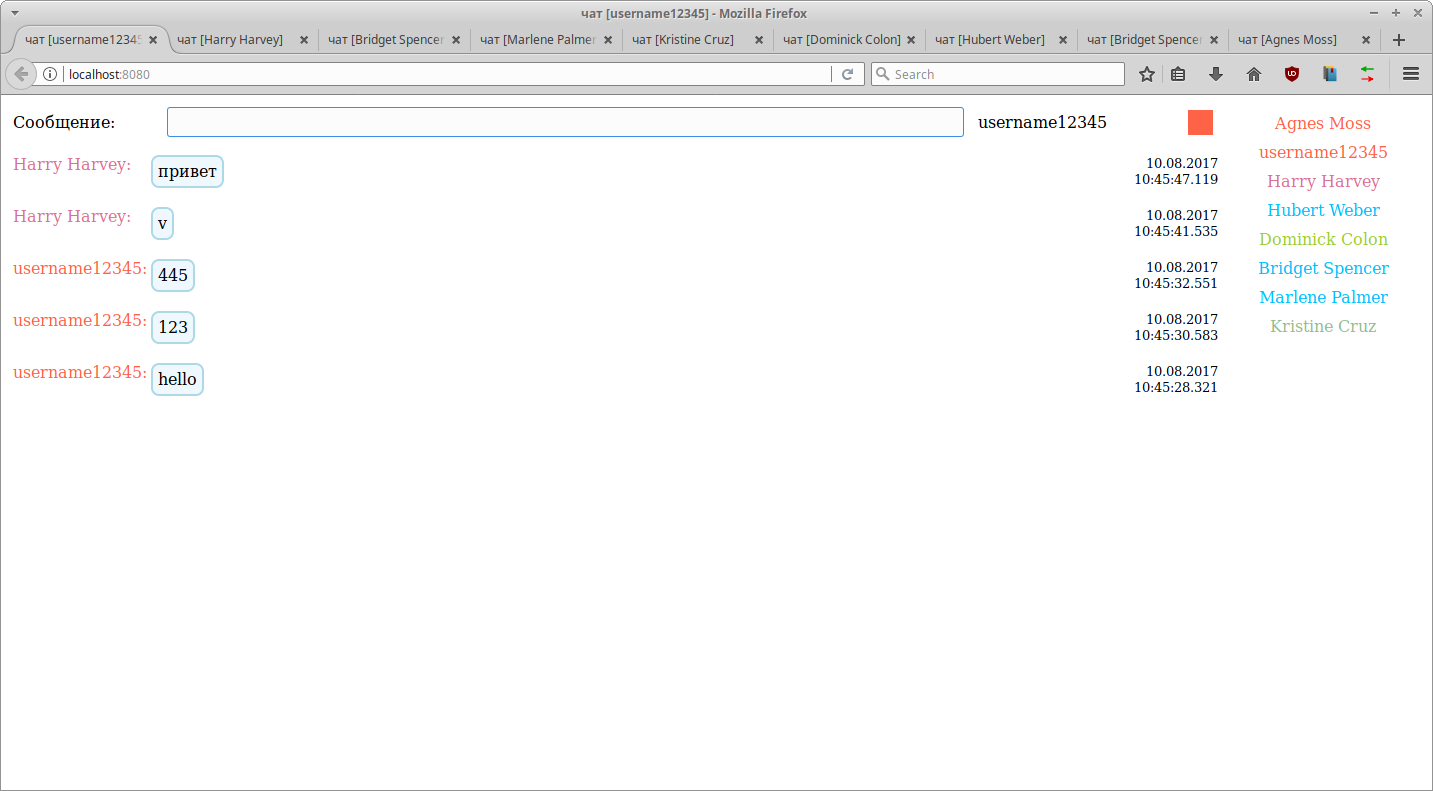 чат [username12345] - Mozilla Firefox
чат [username1234
чат [Harry Harvey]
чат [Bridget Spencer
чат [Marlene Palmer
чат [Kristine Cruz]
чат [Dominick Colon]
чат [Hubert Weber]
чат [Bridget Spencer
чат [Agnes Moss]
localhost:8080
Search
Сообщение:
username12345
Harry Harvey:
привет
10.08.2017
10:45:47.119
Harry Harvey:
v
10.08.2017
10:45:41.535
username12345:
445
10.08.2017
10:45:32.551
username12345:
123
10.08.2017
10:45:30.583
username12345:
hello
10.08.2017
10:45:28.321
Agnes Moss
username12345
Harry Harvey
Hubert Weber
Dominick Colon
Bridget Spencer
Marlene Palmer
Kristine Cruz